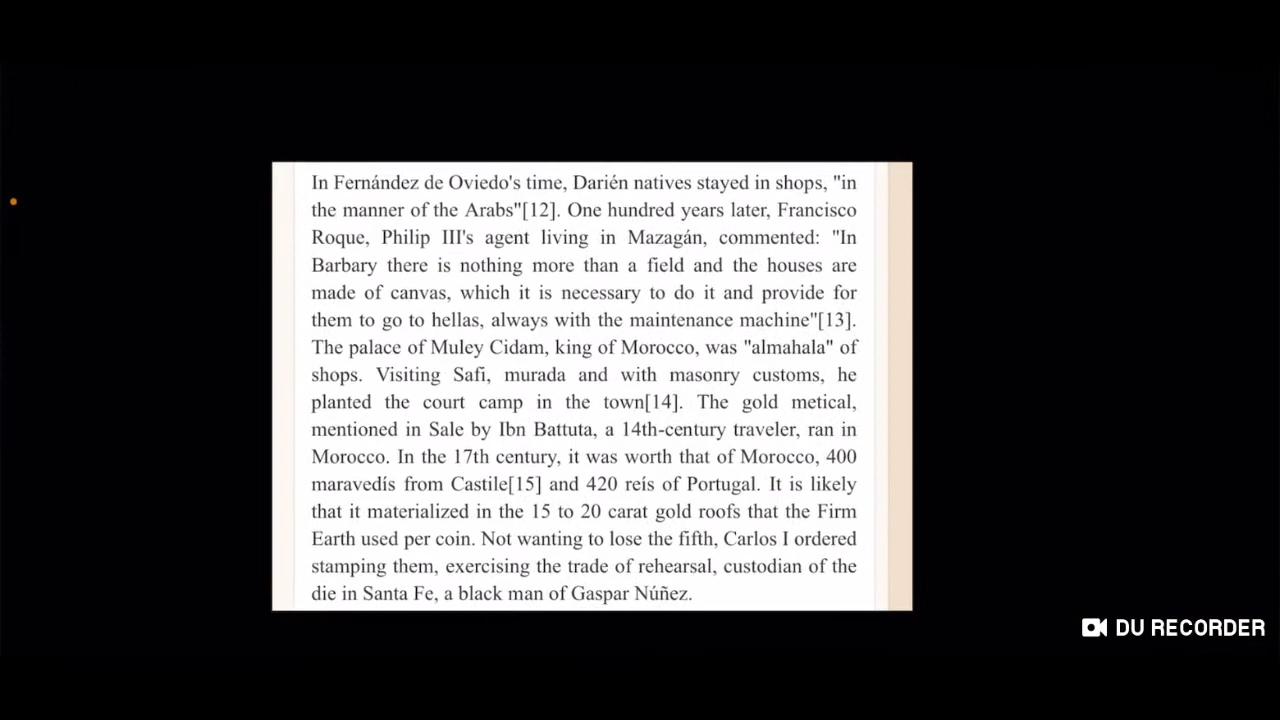 In Fernández de Oviedo's time, Darién natives stayed in shops, "in
the manner of the Arabs"[12]. One hundred years later, Francisco
Roque, Philip III's agent living in Mazagán, commented: "In
Barbary there is nothing more than a field and the houses are
made of canvas, which it is necessary to do it and provide for
them to go to hellas, always with the maintenance machine"[13].
The palace of Muley Cidam, king of Morocco, was "almahala" of
shops. Visiting Safi, murada and with masonry customs, he
planted the court camp in the town[14]. The gold metical,
mentioned in Sale by Ibn Battuta, a 14th-century traveler, ran in
Morocco. In the 17th century, it was worth that of Morocco, 400
maravedís from Castile[15] and 420 reís of Portugal. It is likely
that it materialized in the 15 to 20 carat gold roofs that the Firm
Earth used per coin. Not wanting to lose the fifth, Carlos I ordered
stamping them, exercising the trade of rehearsal, custodian of the
die in Santa Fe, a black man of Gaspar Núñez.
DU RECORDER